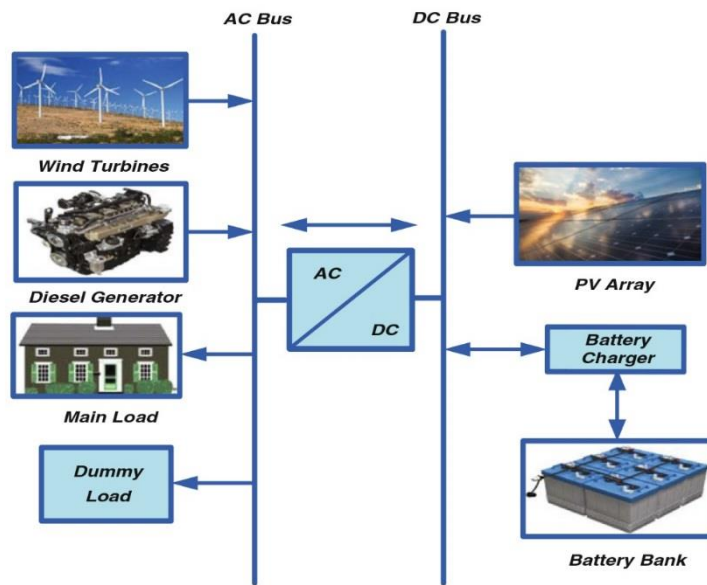 AC Bus
DC Bus
Wind Turbines
Diesel Generator
AC
DC
PV Array
Main Load
Battery
Charger
Dummy
Load
Battery Bank